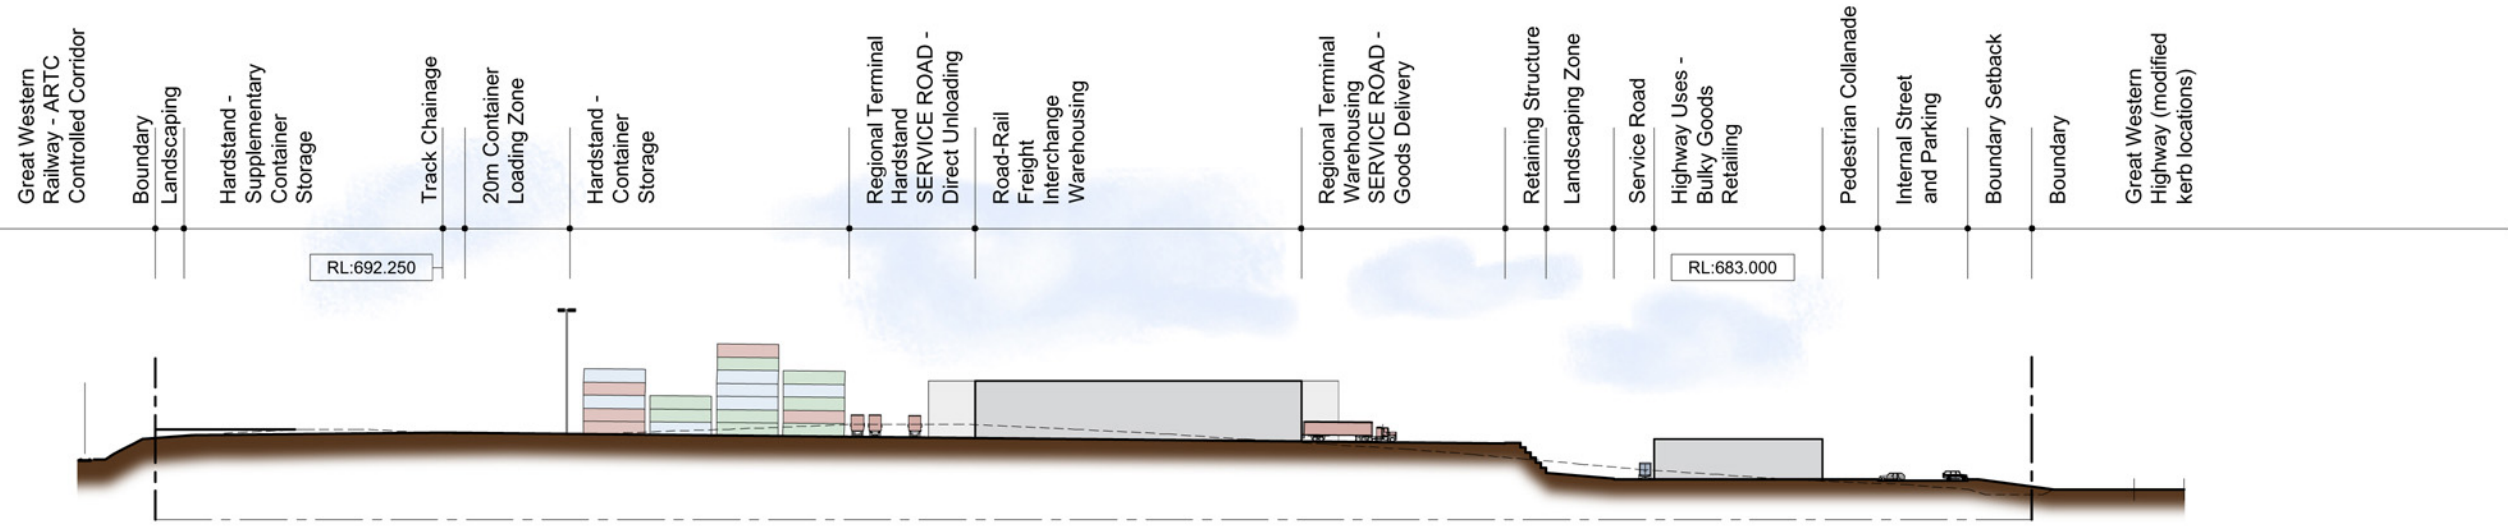 Great Western
Railway - ARTC
Controlled Corridor
Boundary
Landscaping
Hardstand -
Supplementary
Container
Storage
Track Chainage
20m Container
Loading Zone
Hardstand -
Container
Storage
Regional Terminal
Hardstand
SERVICE ROAD -
Direct Unloading
Road-Rail
Freight
Interchange
Warehousing
Regional Terminal
Warehousing
SERVICE ROAD -
Goods Delivery
Retaining Structure
Landscaping Zone
Service Road
Highway Uses -
Bulky Goods
Retailing
Pedestrian Collanade
Internal Street
and Parking
Boundary Setback
Boundary
Great Western
Highway (modified
kerb locations)
RL:692.250
RL:683.000